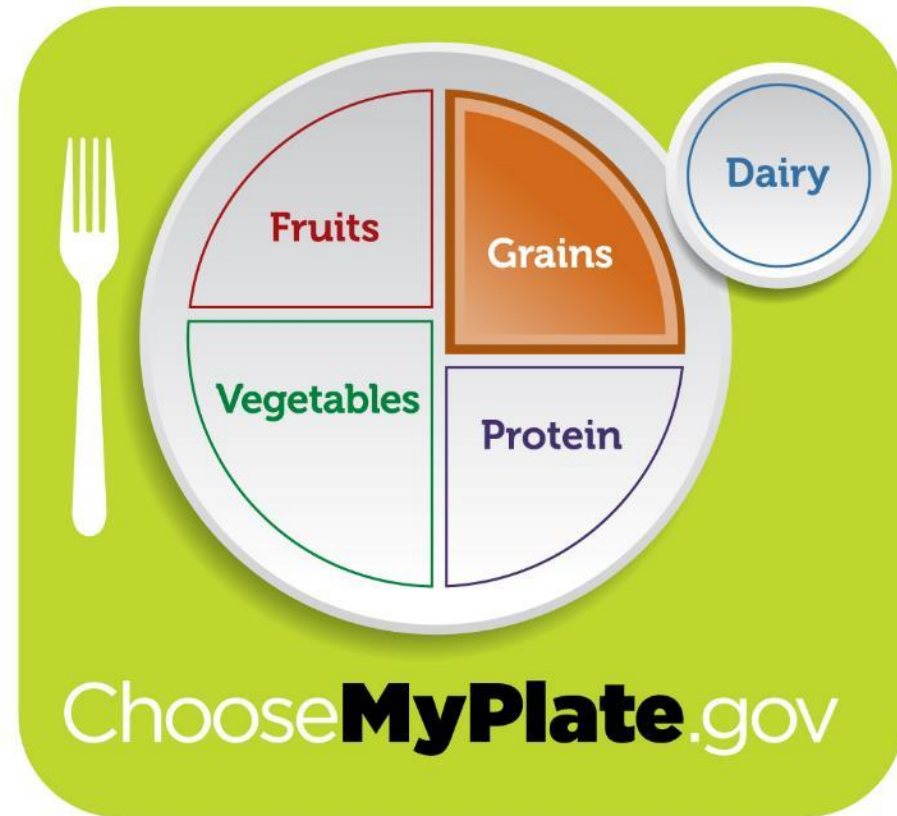 Fruits
Grains
Dairy
Vegetables
Protein
ChooseMyPlate.gov